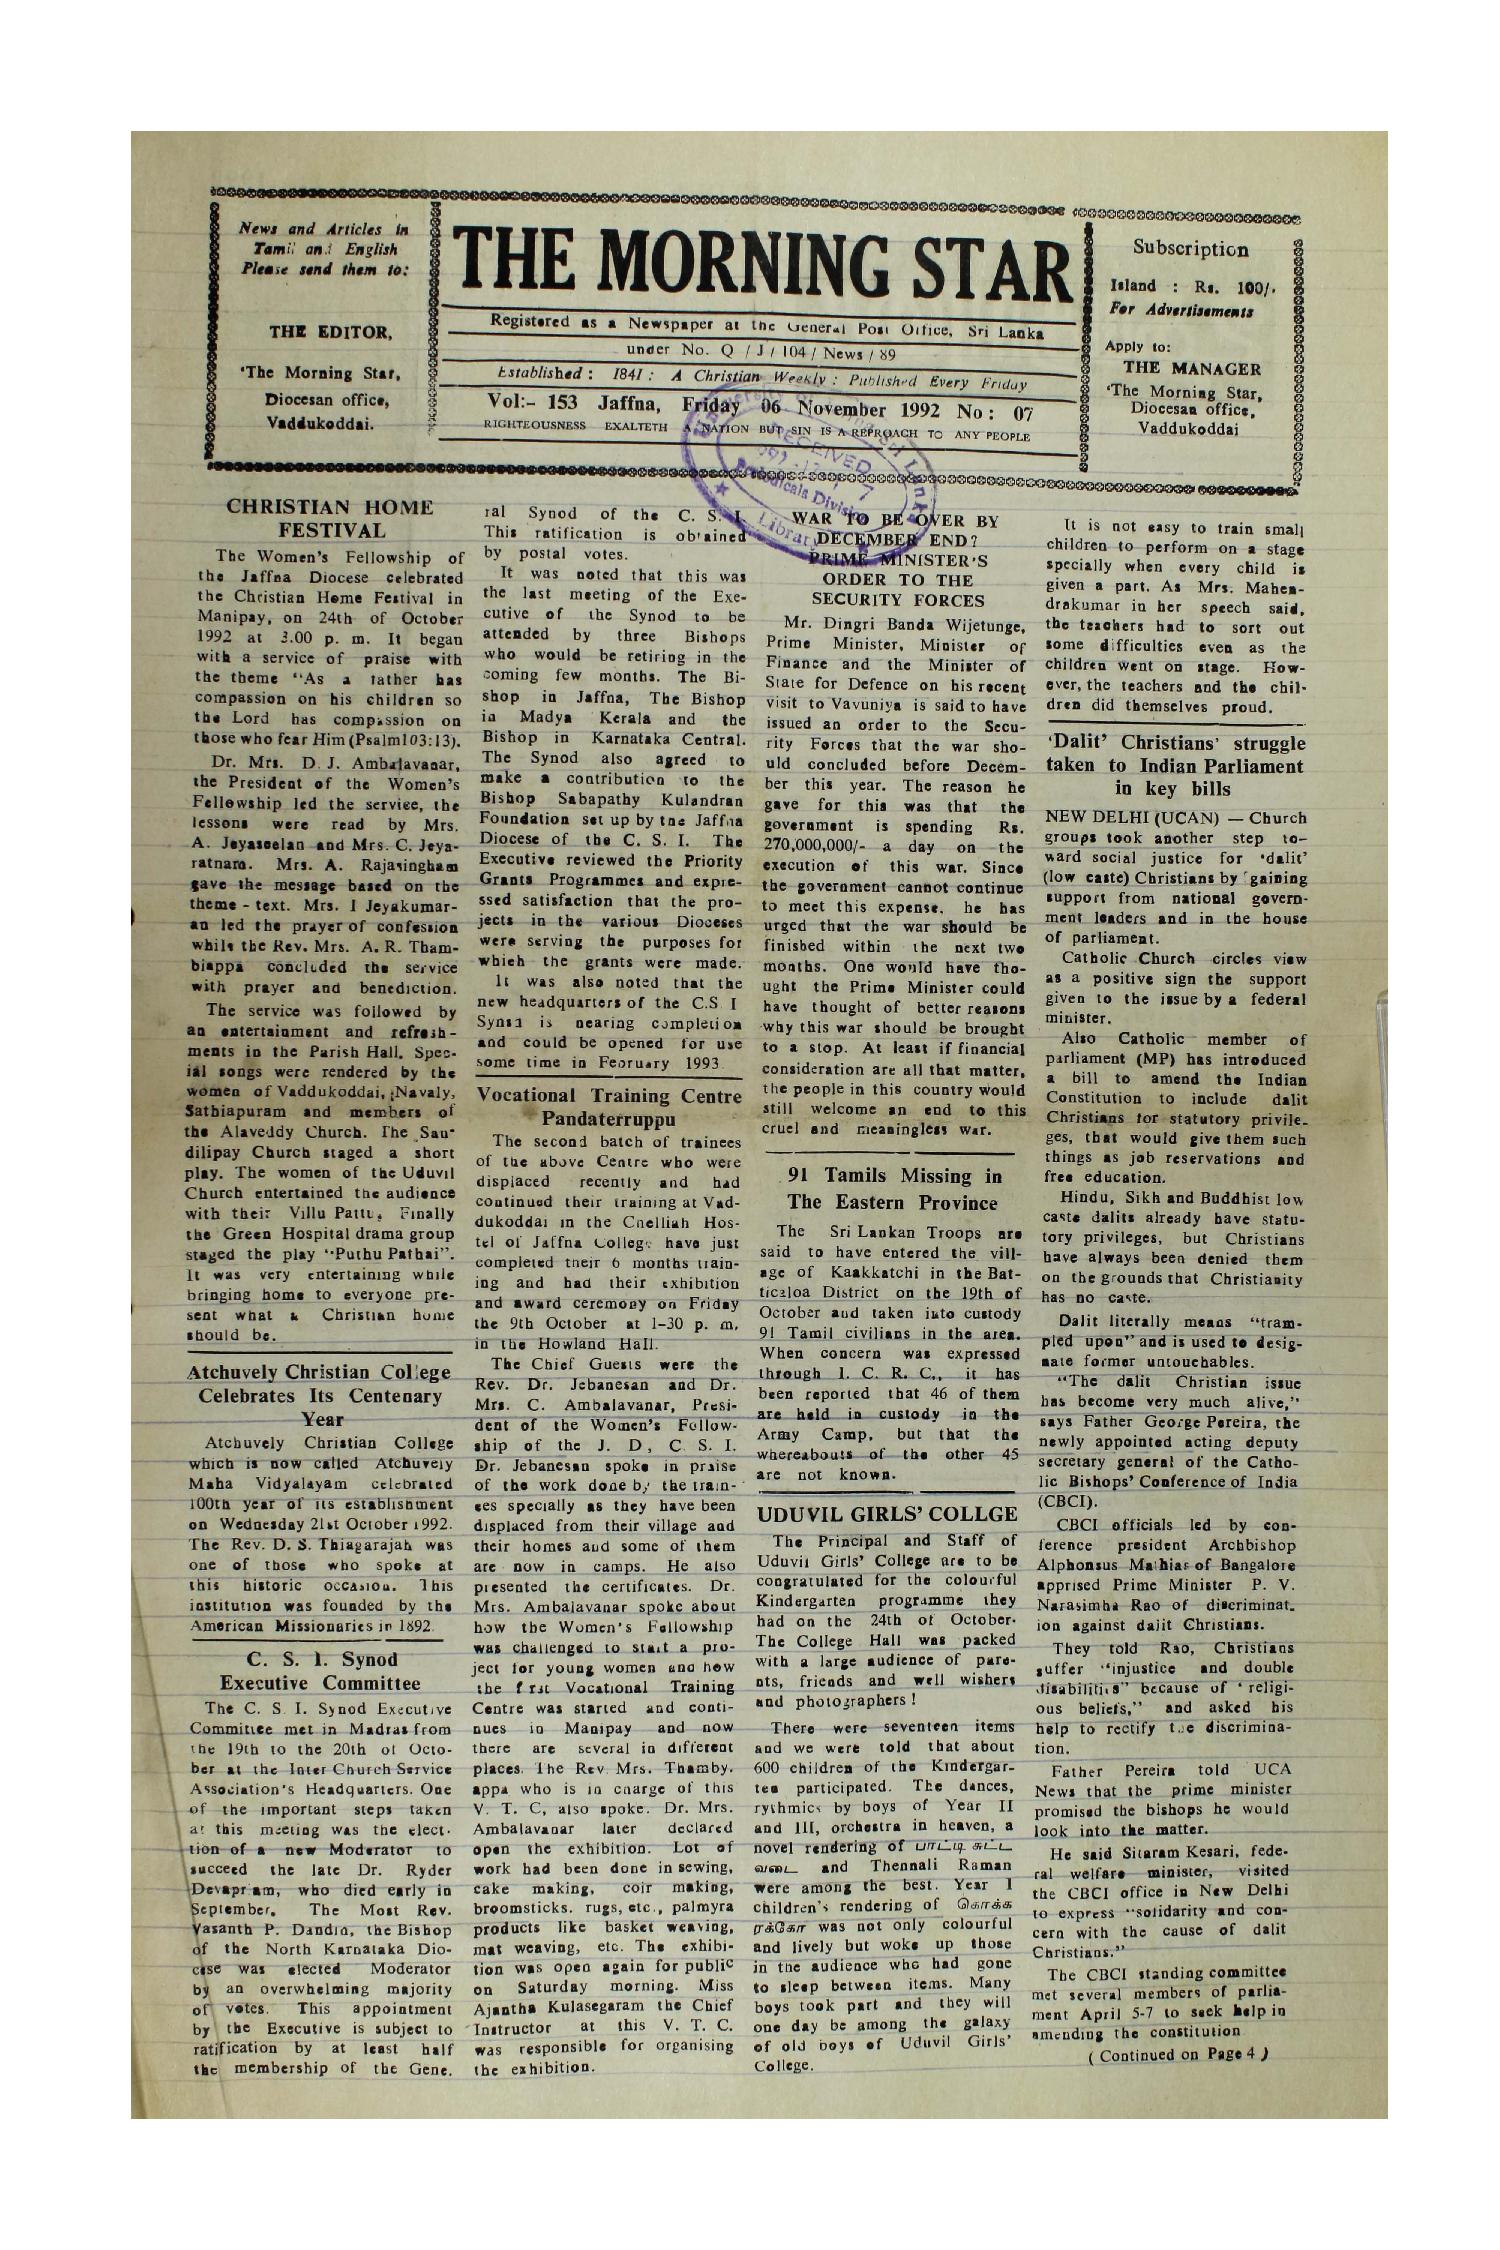 News and Articles in
Tamil and English
Please send them to:
THE EDITOR,
'The Morning Star,
Diocesan office,
Vaddukoddai.
THE MORNING STAR
Registered as a Newspaper at the General Post Office, Sri Lanka
under No. Q / J / 104 / News / 89
Established : 1841 : A Christian Weekly : Published Every Friday
Vol:- 153 Jaffna, Friday 06 November 1992 No : 07
RIGHTEOUSNESS EXALTETH A NATION BUT SIN IS A REPROACH TO ANY PEOPLE
Subscription
Island : Rs. 100/-
For Advertisements
Apply to:
THE MANAGER
'The Morning Star,
Diocesan office,
Vaddukoddai
RECEIVED
Periodicals Division
Library
CHRISTIAN HOME
FESTIVAL
The Women's Fellowship of
the Jaffna Diocese celebrated
the Christian Home Festival in
Manipay, on 24th of October
1992 at 3.00 p. m. It began
with a service of praise with
the theme "As a father has
compassion on his children so
the Lord has compassion on
those who fear Him (Psalm103:13).
Dr. Mrs. D. J. Ambalavanar,
the President of the Women's
Fellowship led the service, the
lessons were read by Mrs.
A. Jeyaseelan and Mrs. C. Jeya-
ratnam. Mrs. A. Rajasingham
gave the message based on the
theme - text. Mrs. I Jeyakumar-
an led the prayer of confession
while the Rev. Mrs. A. R. Tham-
biappa concluded the service
with prayer and benediction.
The service was followed by
an entertainment and refresh-
ments in the Parish Hall. Spec-
ial songs were rendered by the
women of Vaddukoddai, Navaly,
Sathiapuram and members of
the Alaveddy Church. The San-
dilipay Church staged a short
play. The women of the Uduvil
Church entertained the audience
with their Villu Pattu. Finally
the Green Hospital drama group
staged the play "Puthu Pathai".
It was very entertaining while
bringing home to everyone pre-
sent what a Christian home
should be.
Atchuvely Christian College
Celebrates Its Centenary
Year
Atchuvely Christian College
which is now called Atchuvely
Maha Vidyalayam celebrated
100th year of its establishment
on Wednesday 21st October 1992.
The Rev. D. S. Thiagarajah was
one of those who spoke at
this historic occasion. This
institution was founded by the
American Missionaries in 1892.
C. S. I. Synod
Executive Committee
The C. S. I. Synod Executive
Committee met in Madras from
the 19th to the 20th of Octo-
ber at the Inter Church Service
Association's Headquarters. One
of the important steps taken
at this meeting was the elect-
tion of a new Moderator to
succeed the late Dr. Ryder
Devapriam, who died early in
September. The Most Rev.
Vasanth P. Dandin, the Bishop
of the North Karnataka Dio-
cese was elected Moderator
by an overwhelming majority
of votes. This appointment
by the Executive is subject to
ratification by at least half
the membership of the Gene.
ral Synod of the C. S. I
This ratification is obtained
by postal votes.
It was noted that this was
the last meeting of the Exe-
cutive of the Synod to be
attended by three Bishops
who would be retiring in the
coming few months. The Bi-
shop in Jaffna, The Bishop
in Madya Kerala and the
Bishop in Karnataka Central.
The Synod also agreed to
make a contribution to the
Bishop Sabapathy Kulandran
Foundation set up by the Jaffna
Diocese of the C. S. I. The
Executive reviewed the Priority
Grants Programmes and expre-
ssed satisfaction that the pro-
jects in the various Dioceses
were serving the purposes for
which the grants were made.
It was also noted that the
new headquarters of the C.S I
Synod is nearing completion
and could be opened for use
some time in February 1993.
Vocational Training Centre
Pandaterruppu
The second batch of trainees
of the above Centre who were
displaced recently and had
continued their training at Vad-
dukoddai in the Chelliah Hos-
tel of Jaffna College have just
completed their 6 months train-
ing and had their exhibition
and award ceremony on Friday
the 9th October at 1-30 p. m.
in the Howland Hall.
The Chief Guests were the
Rev. Dr. Jebanesan and Dr.
Mrs. C. Ambalavanar, Presi-
dent of the Women's Fellow-
ship of the J. D, C. S. I.
Dr. Jebanesan spoke in praise
of the work done by the train-
ees specially as they have been
displaced from their village and
their homes and some of them
are now in camps. He also
presented the certificates. Dr.
Mrs. Ambalavanar spoke about
how the Women's Fellowship
was challenged to start a pro-
ject for young women and how
the first Vocational Training
Centre was started and conti-
nues in Manipay and now
there are several in different
places. The Rev. Mrs. Thamby.
appa who is in charge of this
V. T. C, also spoke. Dr. Mrs.
Ambalavanar later declared
open the exhibition. Lot of
work had been done in sewing,
cake making, coir making,
broomsticks. rugs, etc., palmyra
products like basket weaving,
mat weaving, etc. The exhibi-
tion was open again for public
on Saturday morning. Miss
Ajantha Kulasegaram the Chief
Instructor at this V. T. C.
was responsible for organising
the exhibition.
WAR TO BE OVER BY
DECEMBER END?
PRIME MINISTER'S
ORDER TO THE
SECURITY FORCES
Mr. Dingri Banda Wijetunge,
Prime Minister, Minister of
Finance and the Minister of
State for Defence on his recent
visit to Vavuniya is said to have
issued an order to the Secu-
rity Forces that the war sho-
uld concluded before Decem-
ber this year. The reason he
gave for this was that the
government is spending Rs.
270,000,000/- a day on the
execution of this war. Since
the government cannot continue
to meet this expense. he has
urged that the war should be
finished within the next two
months. One would have tho-
ught the Prime Minister could
have thought of better reasons
why this war should be brought
to a stop. At least if financial
consideration are all that matter,
the people in this country would
still welcome an end to this
cruel and meaningless war.
91 Tamils Missing in
The Eastern Province
The Sri Lankan Troops are
said to have entered the vill-
age of Kaakkatchi in the Bat-
ticaloa District on the 19th of
October and taken into custody
91 Tamil civilians in the area.
When concern was expressed
through I. C. R. C., it has
been reported that 46 of them
are held in custody in the
Army Camp, but that the
whereabouts of the other 45
are not known.
UDUVIL GIRLS' COLLGE
The Principal and Staff of
Uduvil Girls' College are to be
congratulated for the colourful
Kindergarten programme they
had on the 24th of October.
The College Hall was packed
with a large audience of pare-
nts, friends and well wishers
and photographers !
There were seventeen items
and we were told that about
600 children of the Kindergar-
ten participated. The dances,
rythmics by boys of Year II
and III, orchestra in heaven, a
novel rendering of பாட்டி சுட்ட
வடை and Thennali Raman
were among the best. Year 1
children's rendering of கொக்க
ரக்கோ was not only colourful
and lively but woke up those
in the audience who had gone
to sleep between items. Many
boys took part and they will
one day be among the galaxy
of old boys of Uduvil Girls'
College.
It is not easy to train small
children to perform on a stage
specially when every child is
given a part. As Mrs. Mahen-
drakumar in her speech said,
the teachers had to sort out
some difficulties even as the
children went on stage. How-
ever, the teachers and the chil-
dren did themselves proud.
'Dalit' Christians' struggle
taken to Indian Parliament
in key bills
NEW DELHI (UCAN) — Church
groups took another step to-
ward social justice for 'dalit'
(low caste) Christians by gaining
support from national govern-
ment leaders and in the house
of parliament.
Catholic Church circles view
as a positive sign the support
given to the issue by a federal
minister.
Also Catholic member of
parliament (MP) has introduced
a bill to amend the Indian
Constitution to include dalit
Christians for statutory privile-
ges, that would give them such
things as job reservations and
free education.
Hindu, Sikh and Buddhist low
caste dalits already have statu-
tory privileges, but Christians
have always been denied them
on the grounds that Christianity
has no caste.
Dalit literally means "tram-
pled upon" and is used to desig-
nate former untouchables.
"The dalit Christian issue
has become very much alive,"
says Father George Pereira, the
newly appointed acting deputy
secretary general of the Catho-
lic Bishops' Conference of India
(CBCI).
CBCI officials led by con-
ference president Archbishop
Alphonsus Mathias of Bangalore
apprised Prime Minister P. V.
Narasimha Rao of discriminat.
ion against dalit Christians.
They told Rao, Christians
suffer "injustice and double
disabilities" because of 'religi-
ous beliefs," and asked his
help to rectify the discrimina-
tion.
Father Pereira told UCA
News that the prime minister
promised the bishops he would
look into the matter.
He said Sitaram Kesari, fede-
ral welfare minister, visited
the CBCI office in New Delhi
to express "solidarity and con-
cern with the cause of dalit
Christians."
The CBCI standing committee
met several members of parlia-
ment April 5-7 to seek help in
amending the constitution
( Continued on Page 4 )